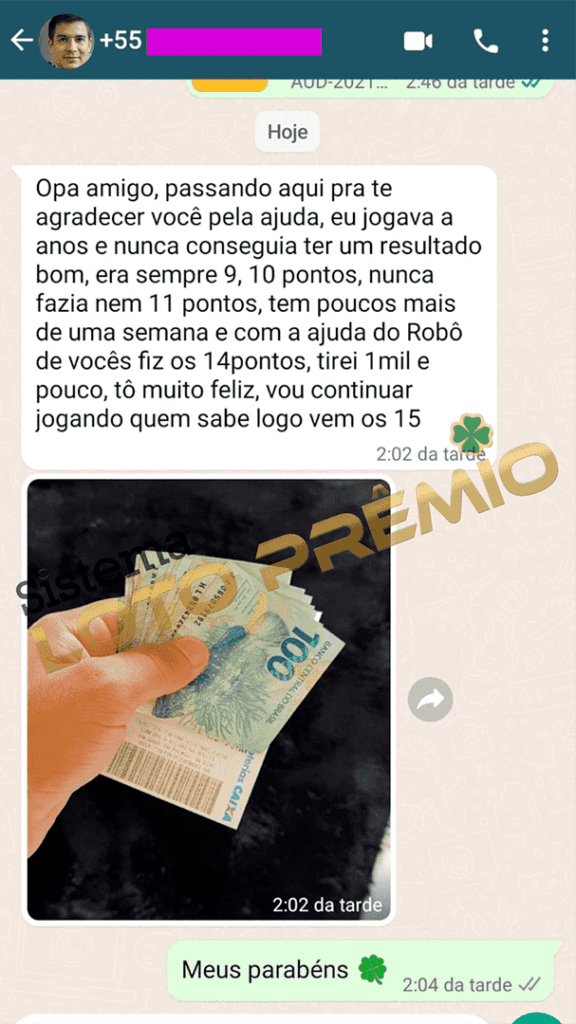 +55
AUD-2021... 2:46 da tarde
Hoje
Opa amigo, passando aqui pra te
agradecer você pela ajuda, eu jogava a
anos e nunca conseguia ter um resultado
bom, era sempre 9, 10 pontos, nunca
fazia nem 11 pontos, tem poucos mais
de uma semana e com a ajuda do Robô
de vocês fiz os 14pontos, tirei 1mil e
pouco, tô muito feliz, vou continuar
jogando quem sabe logo vem os 15
2:02 da tarde
Sistema
LOTO PRÊMIO
100
BANCO CENTRAL DO BRASIL
CAIXA
2:02 da tarde
Meus parabéns 🍀
2:04 da tarde